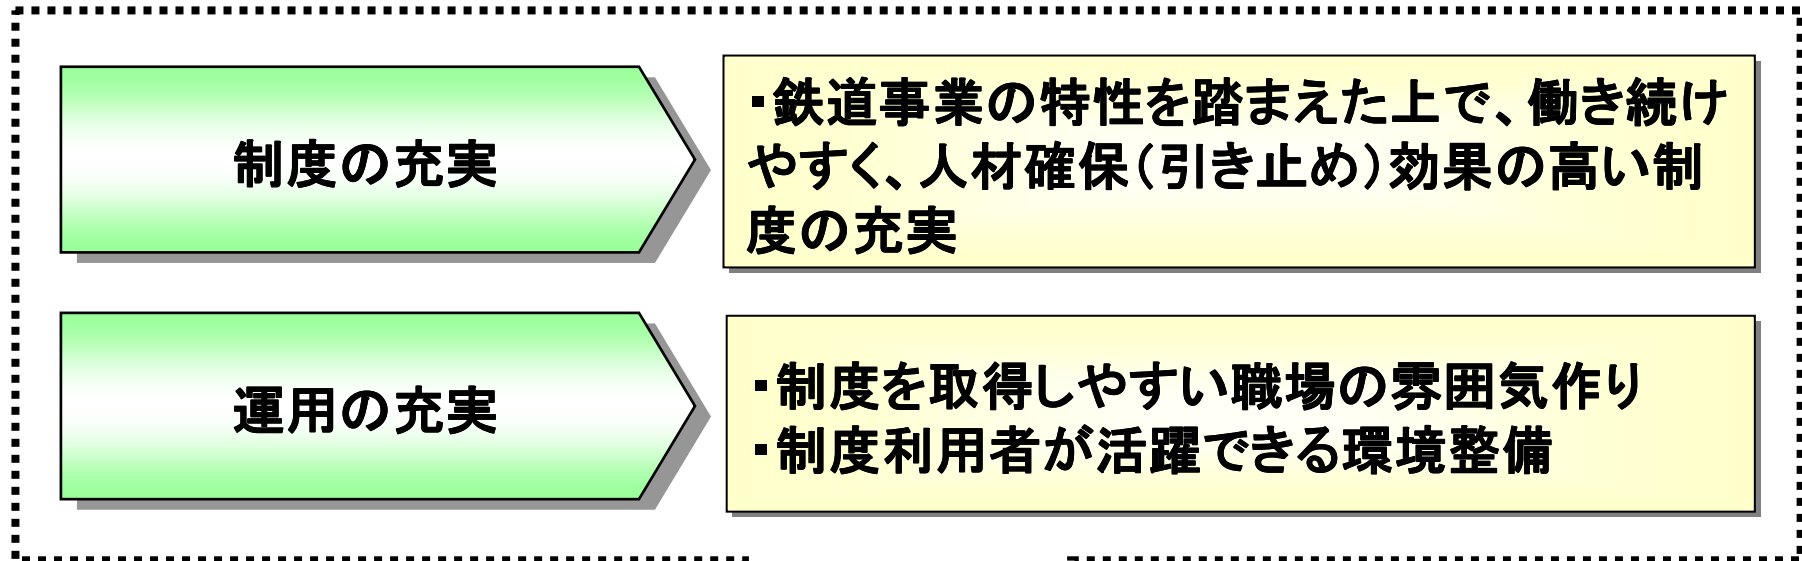 制度の充実
・鉄道事業の特性を踏まえた上で、働き続け
やすく、人材確保(引き止め)効果の高い制
度の充実
運用の充実
・制度を取得しやすい職場の雰囲気作り
・制度利用者が活躍できる環境整備